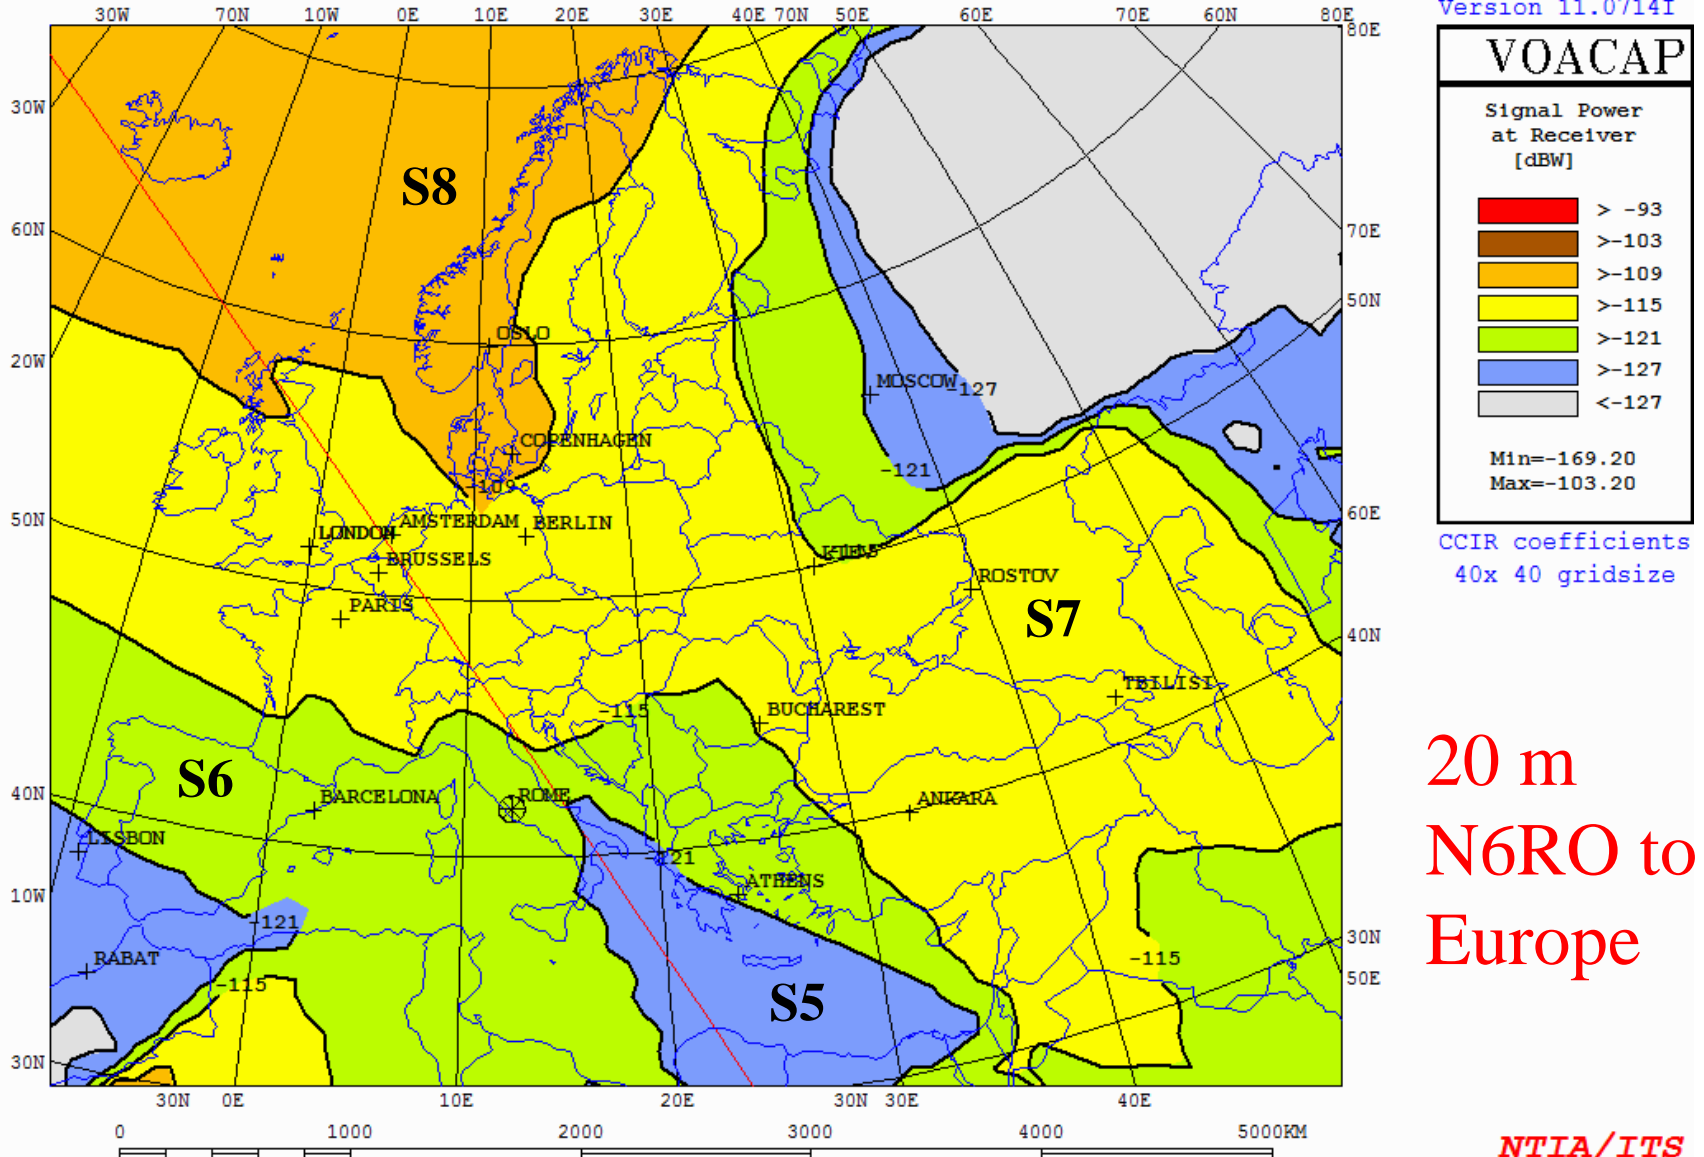 30W 70N 10W 0E 10E 20E 30E 40E 70N 50E 60E 70E 60N 80E
Version 11.0714I
80E
VOACAP
Signal Power
at Receiver
[dBW]
> -93
>-103
>-109
>-115
>-121
>-127
<-127
Min=-169.20
Max=-103.20
CCIR coefficients
40x 40 gridsize
30W
60N
20W
50N
40N
10W
30N
70E
50N
60E
40N
30N
50E
S8
OSLO
COPENHAGEN
-109
MOSCOW
-127
-121
LONDON
AMSTERDAM
BERLIN
BRUSSELS
PARIS
KIEV
ROSTOV
S7
TBILISI
-115
BUCHAREST
S6
BARCELONA
ROME
ANKARA
LISBON
-121
ATHENS
-121
RABAT
-115
-115
S5
20 m
N6RO to
Europe
30N 0E 10E 20E 30N 30E 40E
0 1000 2000 3000 4000 5000KM
NTIA/ITS